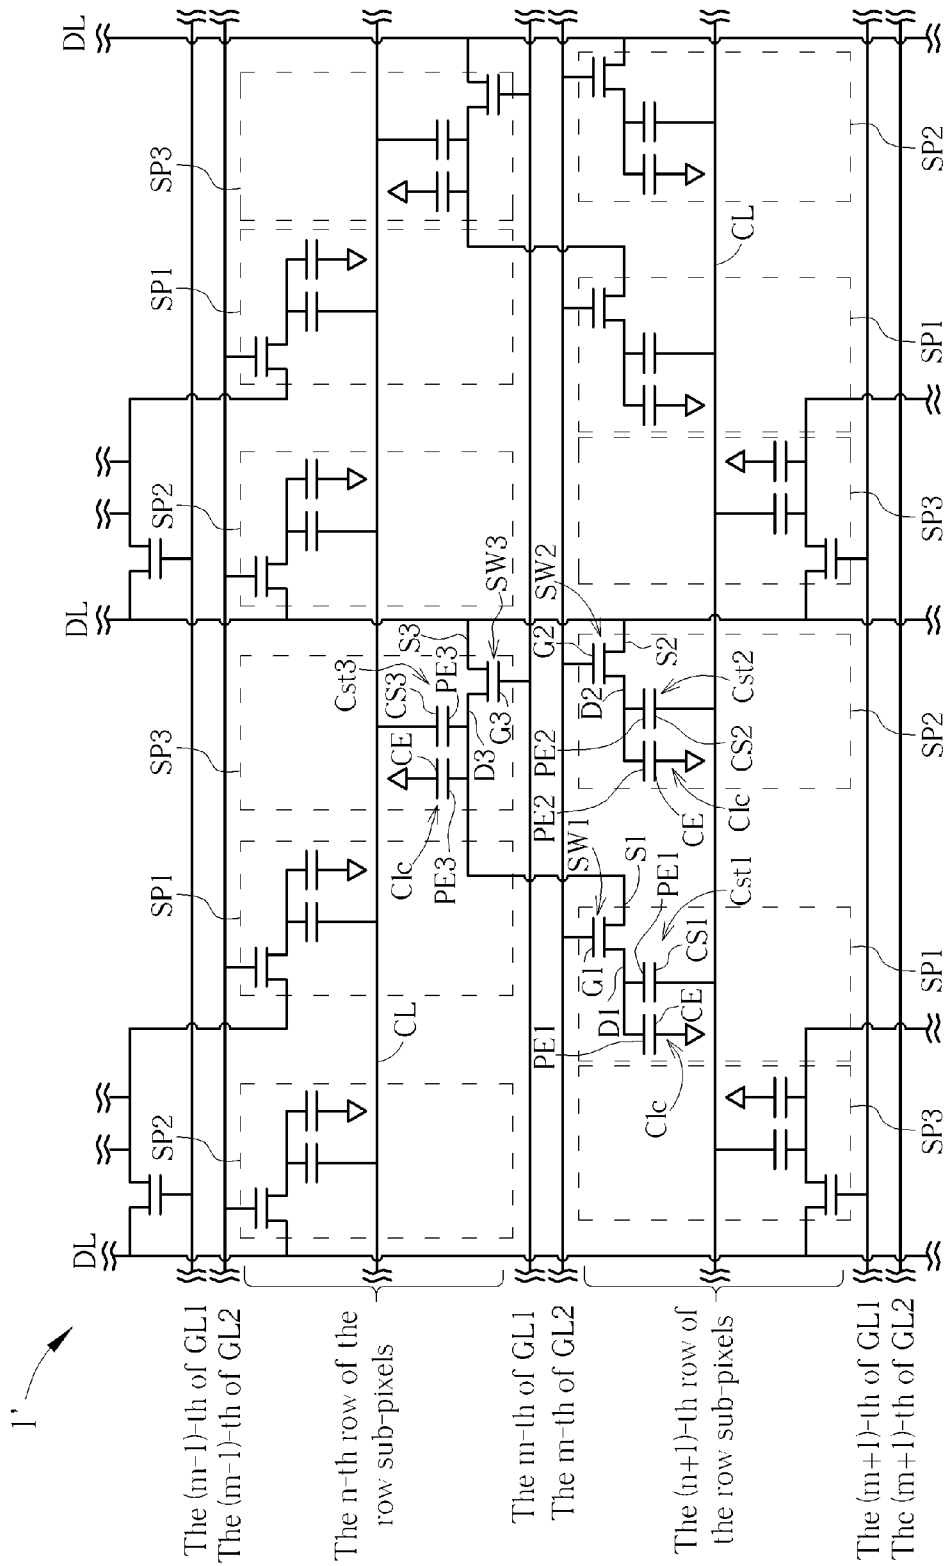 1'
DL DL DL
SP2 SP1 SP3 SP2 SP1 SP3
The (m-1)-th of GL1
The (m-1)-th of GL2
The n-th row of the
row sub-pixels
Cst3
CL
Clc
CE
CS3
S3
PE3
PE3
D3
G3
SW3
The m-th of GL1
The m-th of GL2
PE1
PE2
PE2
G2
SW2
SW1
G1
D2
D1
S1
S2
Clc
PE1
CE
CS1
CE
Cst1
Clc
CS2
Cst2
CL
The (n+1)-th row of
the row sub-pixels
The (m+1)-th of GL1
The (m+1)-th of GL2
SP3 SP1 SP2 SP3 SP1 SP2